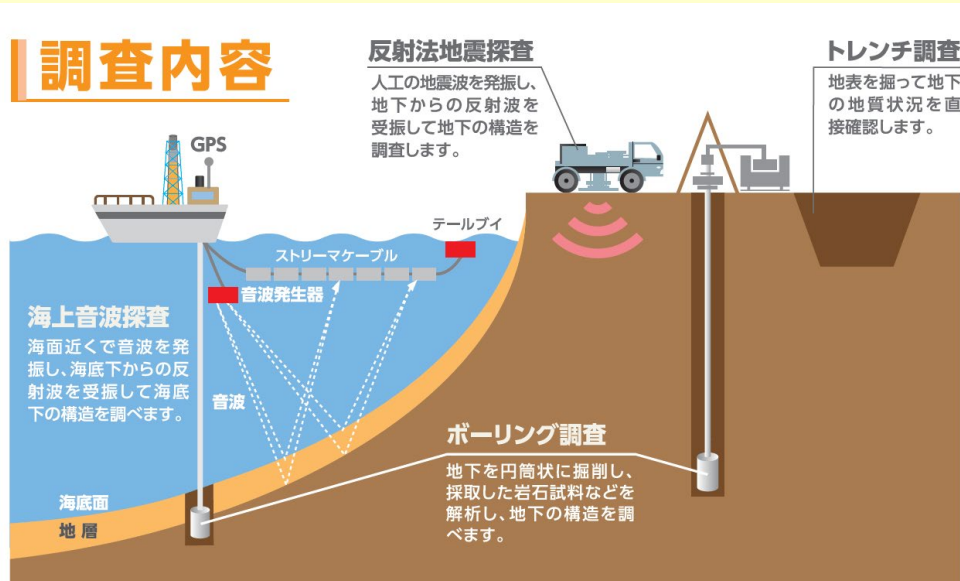 調査内容
反射法地震探査
人工の地震波を発振し、
地下からの反射波を
受振して地下の構造を
調査します。
トレンチ調査
地表を掘って地下
の地質状況を直
接確認します。
GPS
テールブイ
ストリーマケーブル
音波発生器
海上音波探査
海面近くで音波を発
振し、海底下からの反
射波を受振して海底
下の構造を調べます。
音波
ボーリング調査
地下を円筒状に掘削し、
採取した岩石試料などを
解析し、地下の構造を調
べます。
海底面
地層